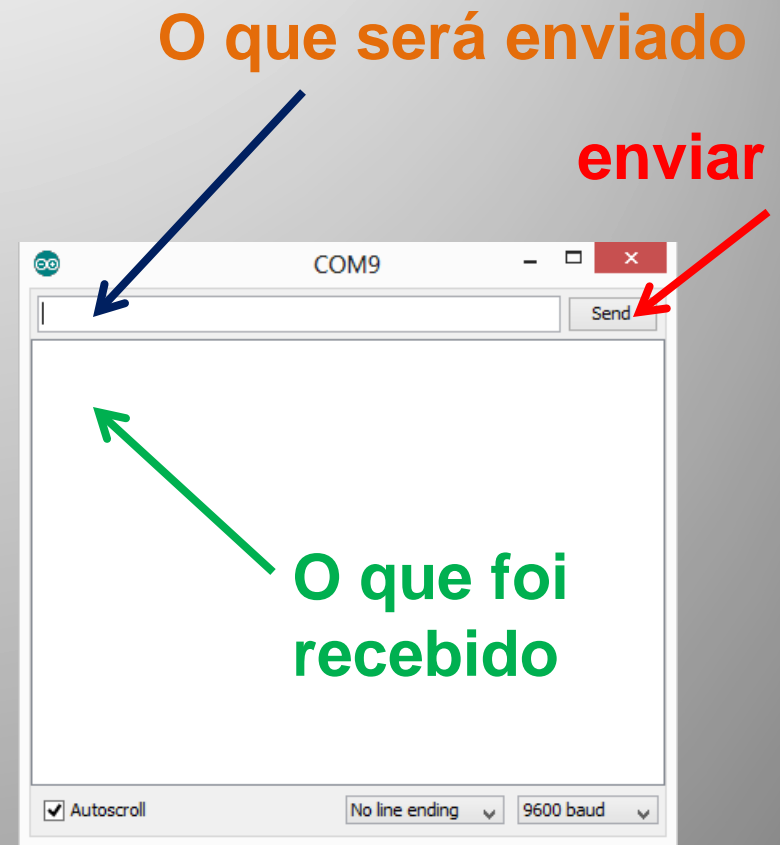 O que será enviado
enviar
COM9
Send
O que foi
recebido
Autoscroll
No line ending
9600 baud